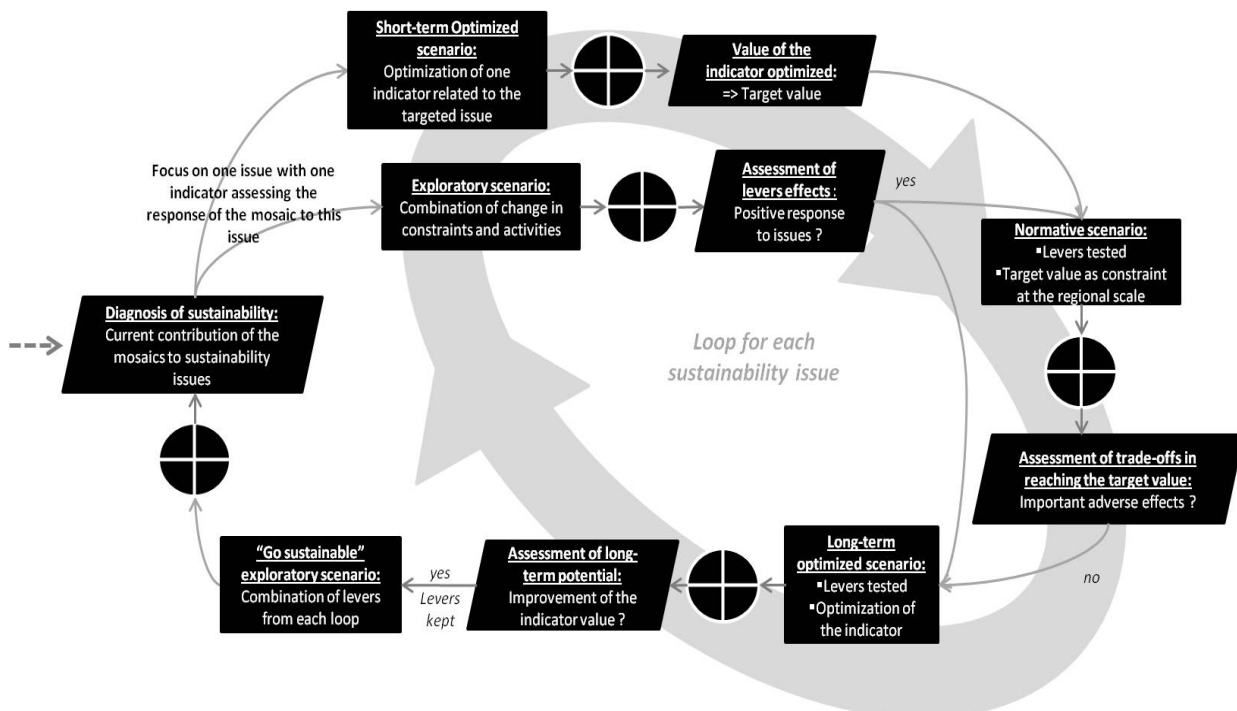 Short-term Optimized
scenario:
Optimization of one
indicator related to the
targeted issue
Value of the
indicator optimized:
=> Target value
Focus on one issue with one
indicator assessing the
response of the mosaic to this
issue
Exploratory scenario:
Combination of change in
constraints and activities
Assessment of
levers effects :
Positive response
to issues ?
yes
Normative scenario:
▪Levers tested
▪Target value as constraint
at the regional scale
Diagnosis of sustainability:
Current contribution of the
mosaics to sustainability
issues
Loop for each
sustainability issue
Assessment of trade-offs in
reaching the target value:
Important adverse effects ?
no
Long-term
optimized scenario:
▪Levers tested
▪Optimization of
the indicator
Assessment of long-
term potential:
Improvement of the
indicator value ?
yes
Levers
kept
“Go sustainable”
exploratory scenario:
Combination of levers
from each loop